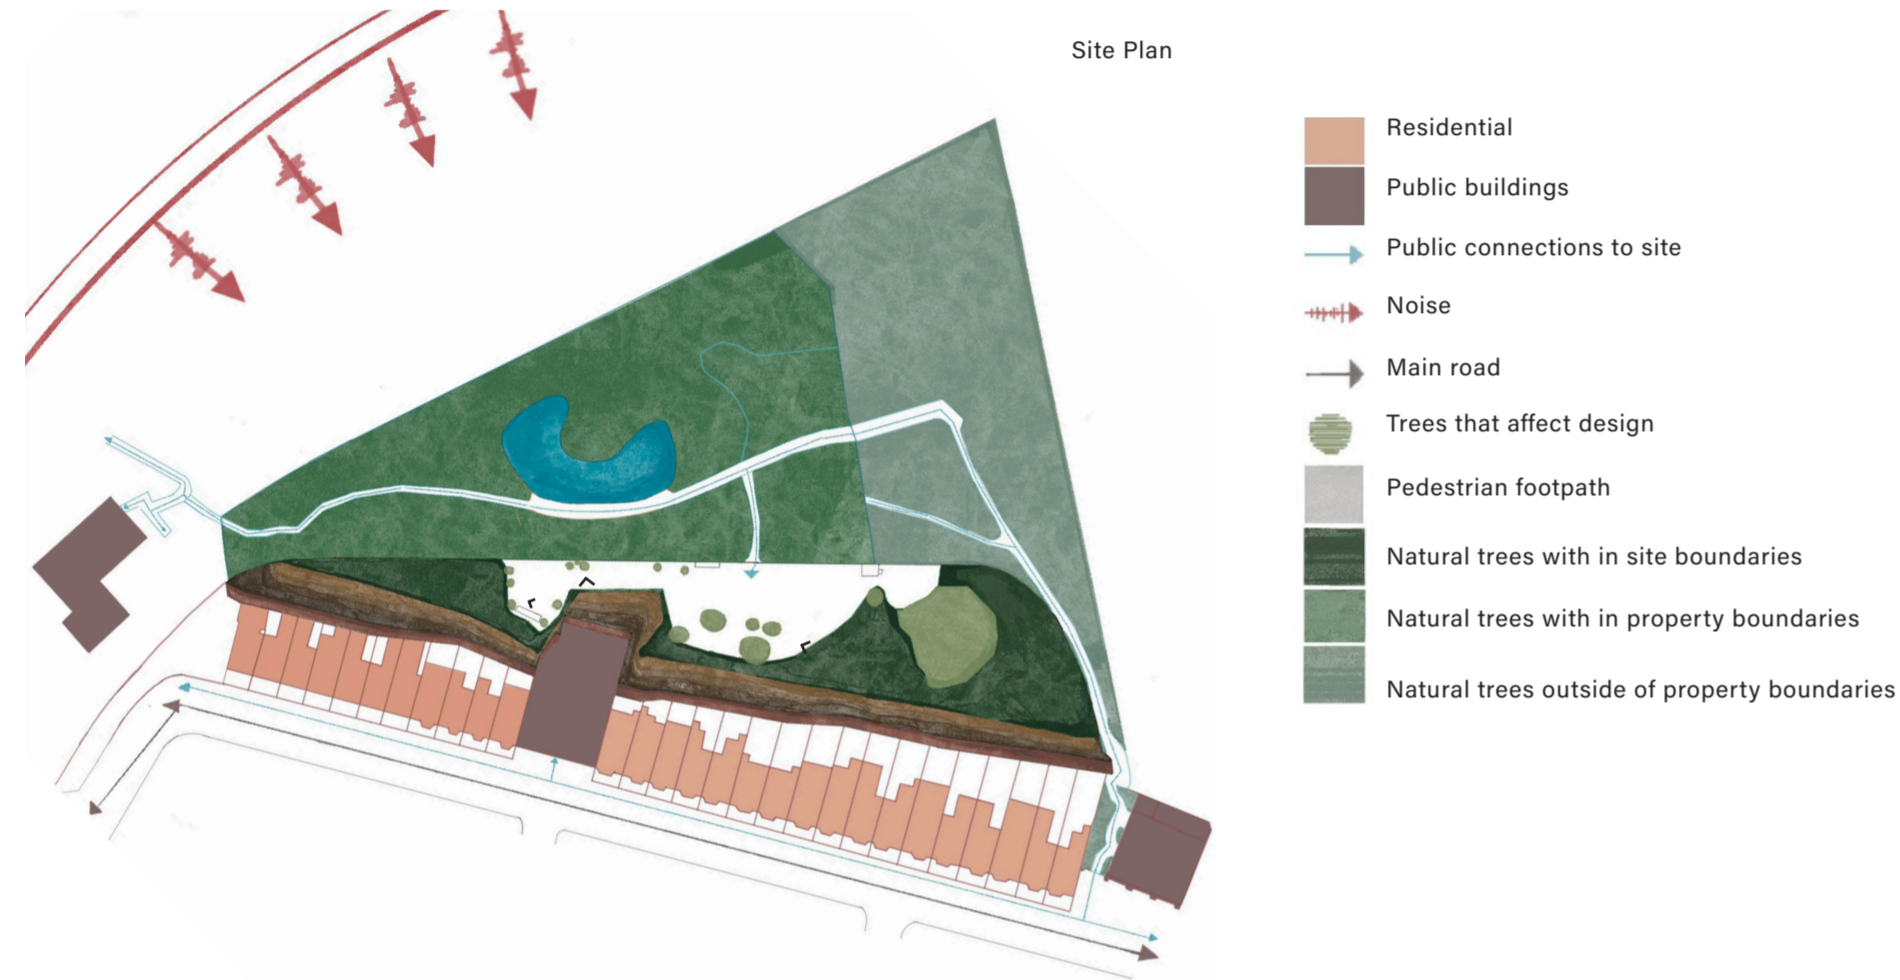 Site Plan
Residential
Public buildings
Public connections to site
Noise
Main road
Trees that affect design
Pedestrian footpath
Natural trees with in site boundaries
Natural trees with in property boundaries
Natural trees outside of property boundaries